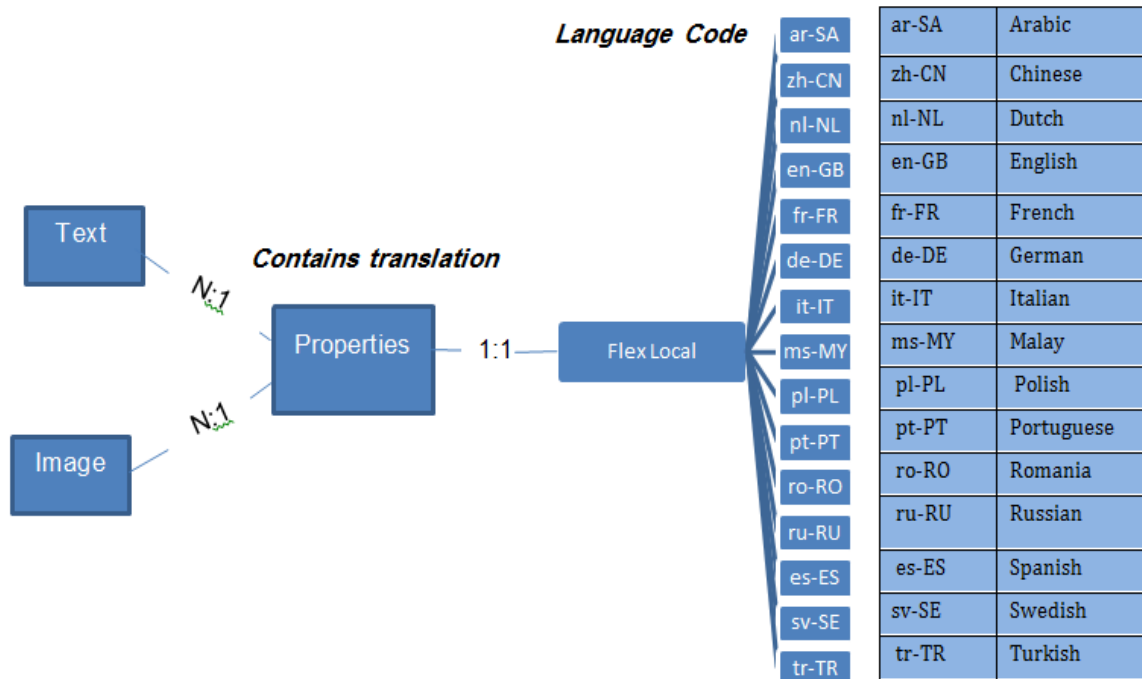 Language Code
Text
N:1
Contains translation
Properties
1:1
Flex Local
N:1
Image
ar-SA
zh-CN
nl-NL
en-GB
fr-FR
de-DE
it-IT
ms-MY
pl-PL
pt-PT
ro-RO
ru-RU
es-ES
sv-SE
tr-TR
ar-SA Arabic
zh-CN Chinese
nl-NL Dutch
en-GB English
fr-FR French
de-DE German
it-IT Italian
ms-MY Malay
pl-PL Polish
pt-PT Portuguese
ro-RO Romania
ru-RU Russian
es-ES Spanish
sv-SE Swedish
tr-TR Turkish